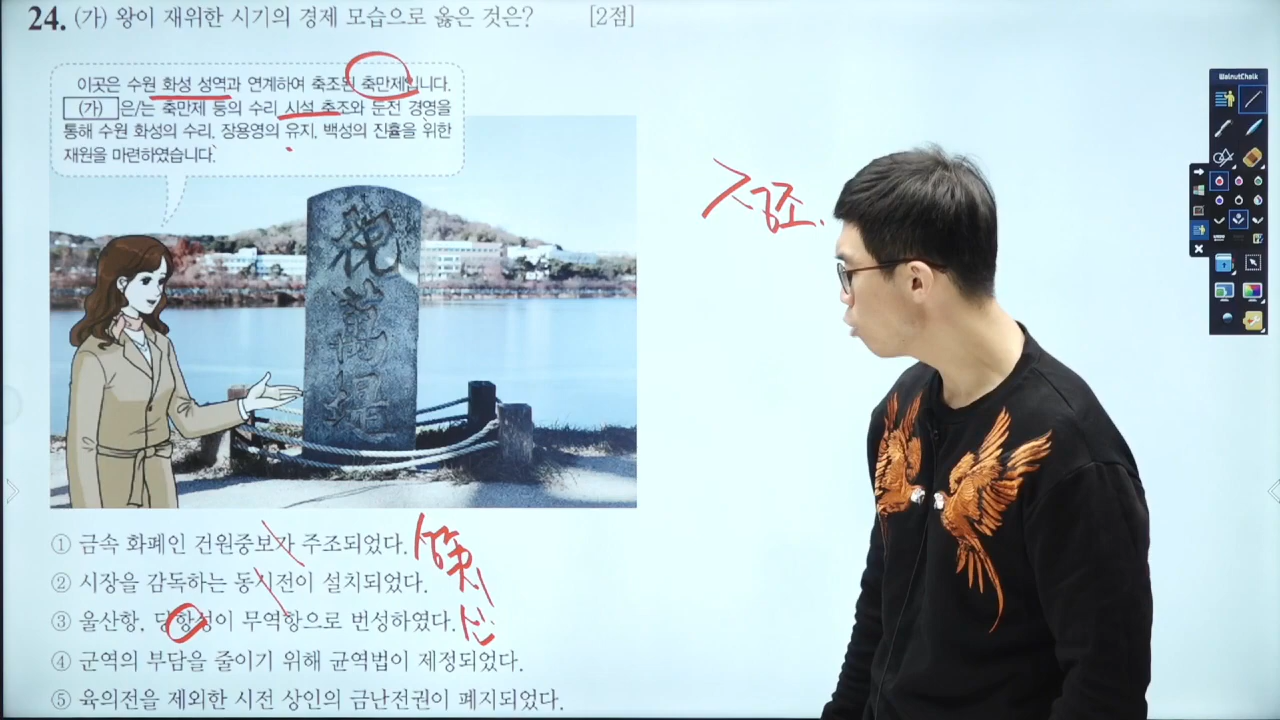 24. (가) 왕이 재위한 시기의 경제 모습으로 옳은 것은? [2점]
이곳은 수원 화성 성역과 연계하여 축조된 축만제입니다.
(가) 은/는 축만제 등의 수리 시설 축조와 둔전 경영을
통해 수원 화성의 수리, 장용영의 유지, 백성의 진휼을 위한
재원을 마련하였습니다.
정조.
祝萬堤
① 금속 화폐인 건원중보가 주조되었다.
② 시장을 감독하는 동시전이 설치되었다.
③ 울산항, 당항성이 무역항으로 번성하였다.
④ 군역의 부담을 줄이기 위해 균역법이 제정되었다.
⑤ 육의전을 제외한 시전 상인의 금난전권이 폐지되었다.
WalnutChalk